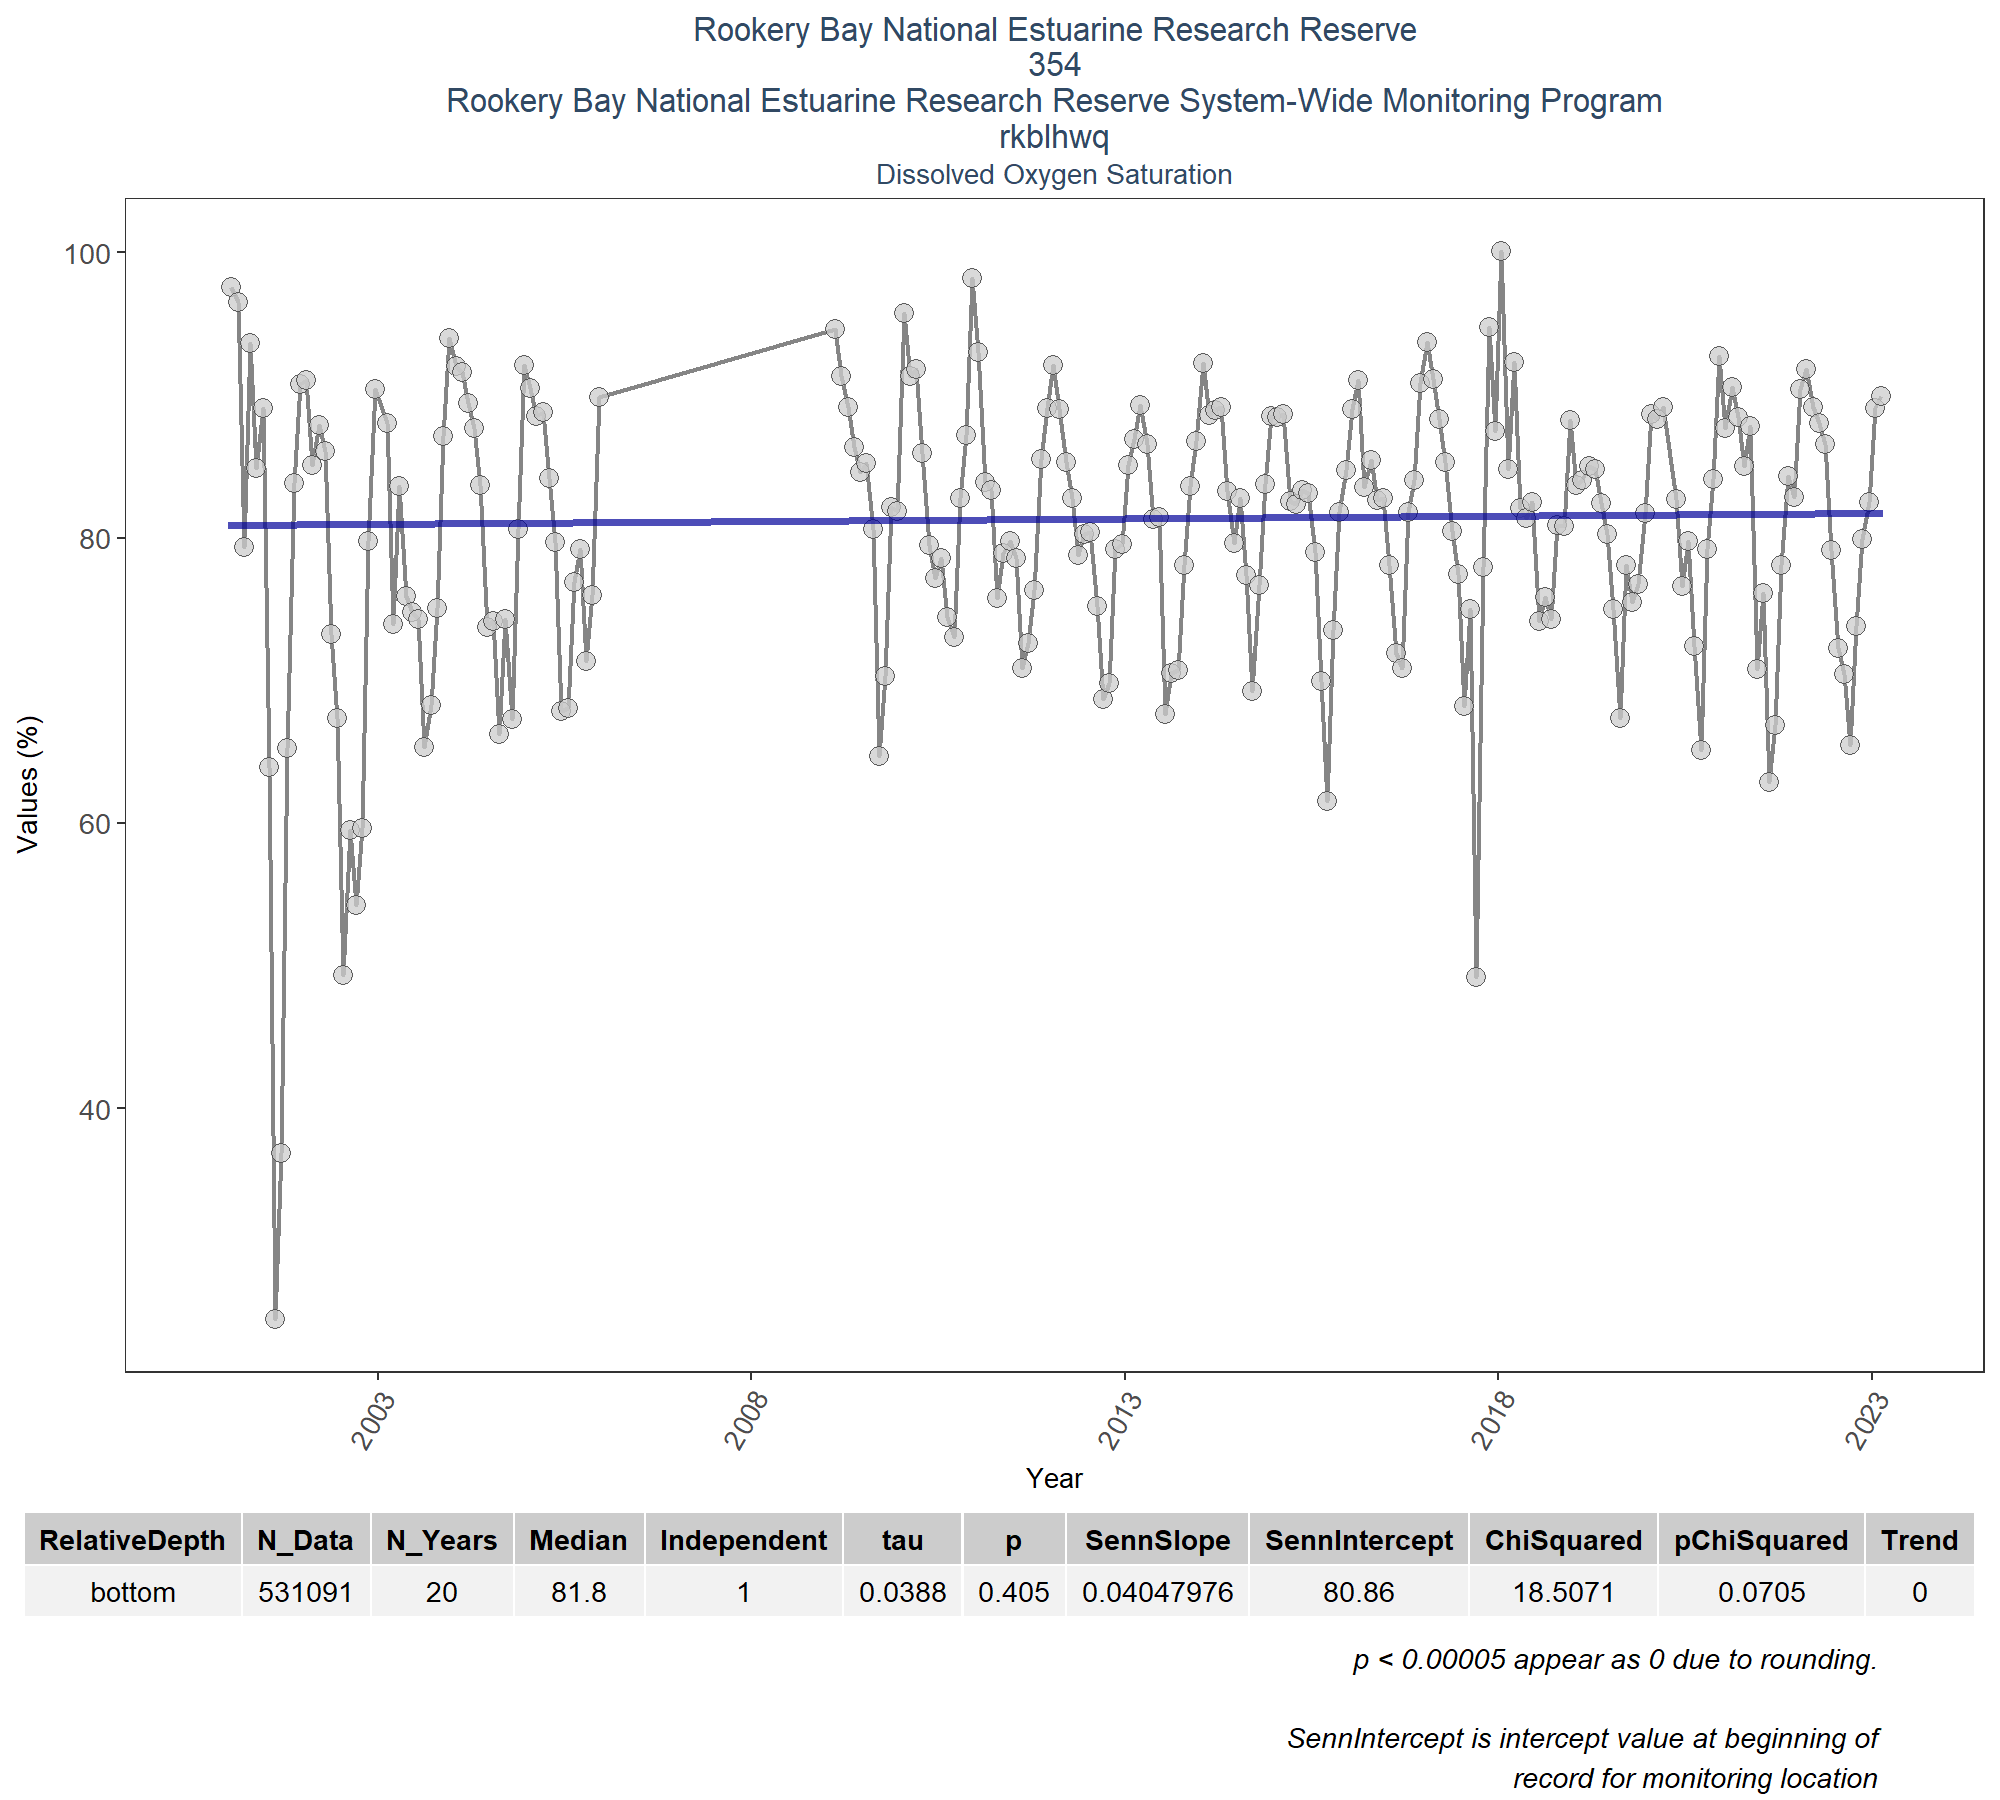 Rookery Bay National Estuarine Research Reserve
354
Rookery Bay National Estuarine Research Reserve System-Wide Monitoring Program
rkblhwq
Dissolved Oxygen Saturation
100
80
60
40
Values (%)
2003 2008 2013 2018 2023
Year
RelativeDepth N_Data N_Years Median Independent tau p SennSlope SennIntercept ChiSquared pChiSquared Trend
bottom 531091 20 81.8 1 0.0388 0.405 0.04047976 80.86 18.5071 0.0705 0
p < 0.00005 appear as 0 due to rounding.
SennIntercept is intercept value at beginning of
record for monitoring location